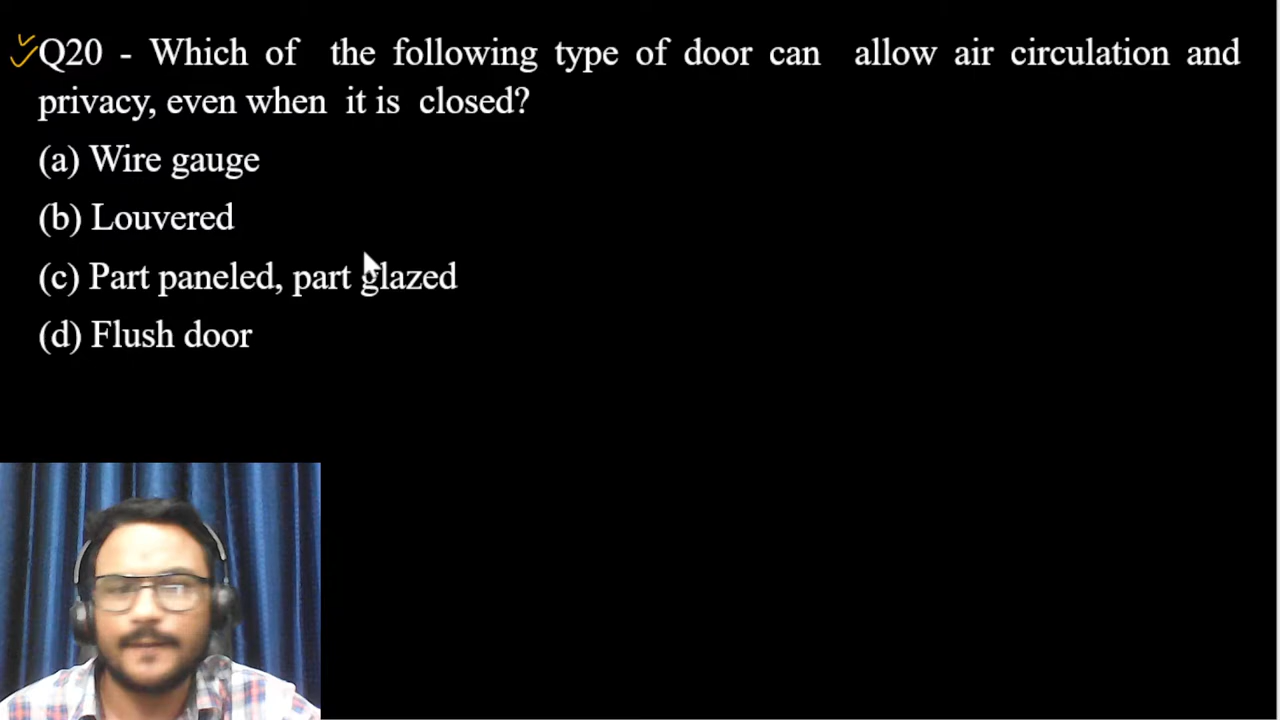 Q20 - Which of the following type of door can allow air circulation and
privacy, even when it is closed?
(a) Wire gauge
(b) Louvered
(c) Part paneled, part glazed
(d) Flush door